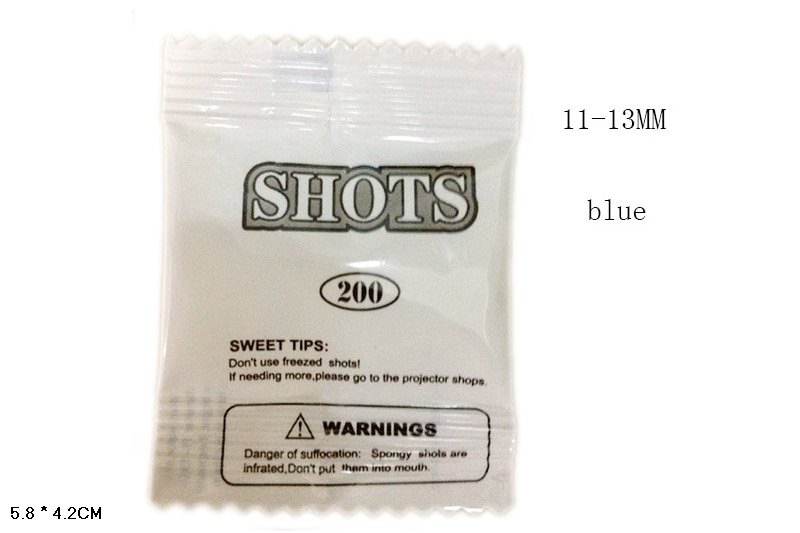 SHOTS
200
SWEET TIPS:
Don't use freezed shots!
If needing more,please go to the projector shops.
WARNINGS
Danger of suffocation: Spongy shots are
infrated,Don't put them into mouth.
11-13MM
blue
5.8 * 4.2CM